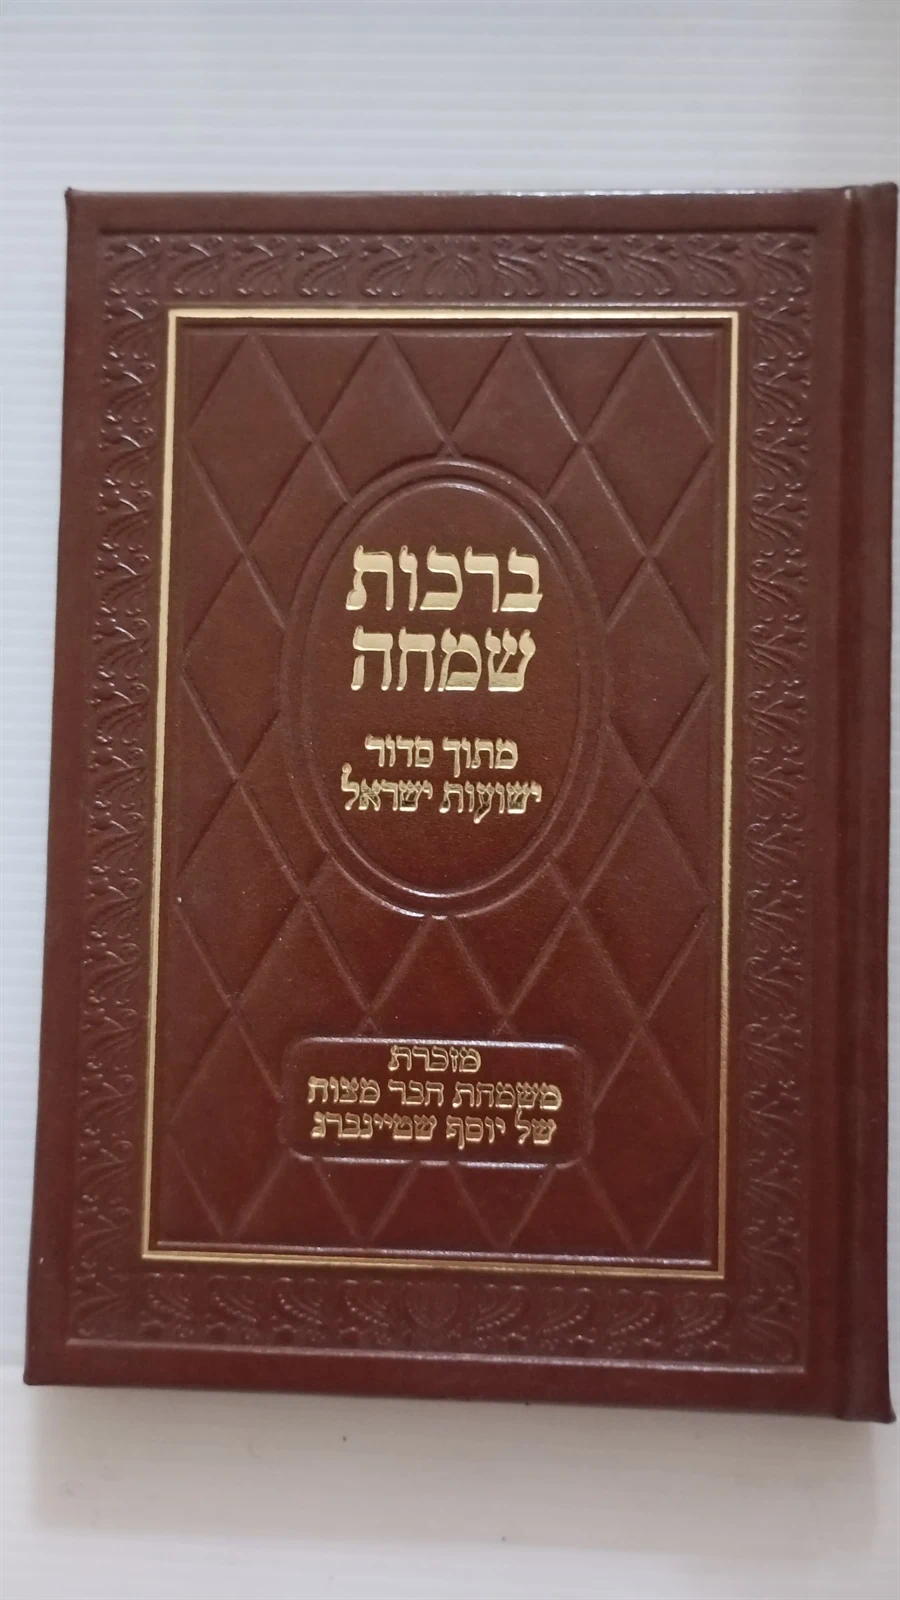 ברכות
שמחה
מתוך סדור
ישועות ישראל
מזכרת
משמחת הבר מצוה
של יוסף שטיינברג